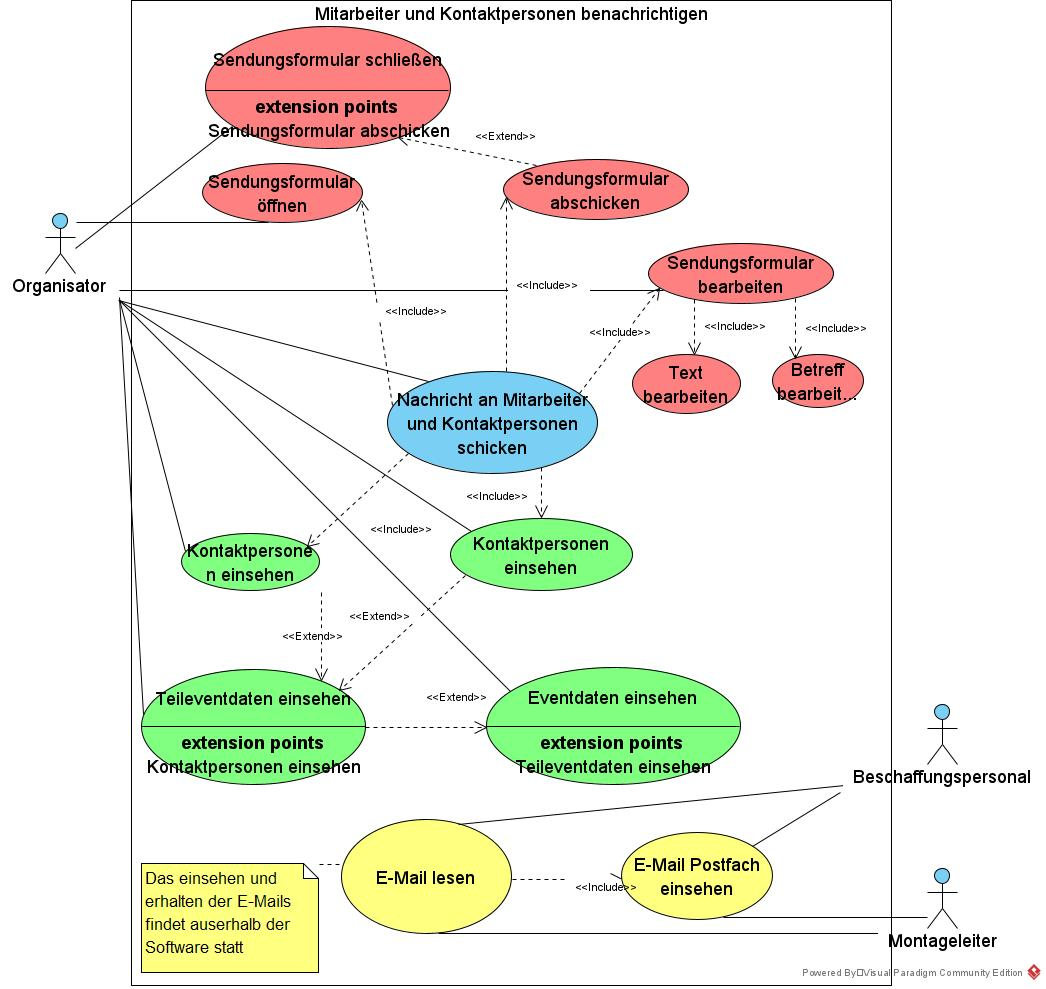 Mitarbeiter und Kontaktpersonen benachrichtigen
Sendungsformular schließen
extension points
Sendungsformular abschicken
<<Extend>>
Sendungsformular
öffnen
Sendungsformular
abschicken
Organisator
Sendungsformular
bearbeiten
<<Include>>
<<Include>>
<<Include>>
<<Include>>
<<Include>>
Text
bearbeiten
Betreff
bearbeit...
Nachricht an Mitarbeiter
und Kontaktpersonen
schicken
<<Include>>
<<Include>>
Kontaktpersone
n einsehen
Kontaktpersonen
einsehen
<<Extend>>
<<Extend>>
Teileventdaten einsehen
extension points
Kontaktpersonen einsehen
<<Extend>>
Eventdaten einsehen
extension points
Teileventdaten einsehen
Beschaffungspersonal
E-Mail lesen
<<Include>>
E-Mail Postfach
einsehen
Das einsehen und
erhalten der E-Mails
findet auserhalb der
Software statt
Montageleiter
Powered By Visual Paradigm Community Edition